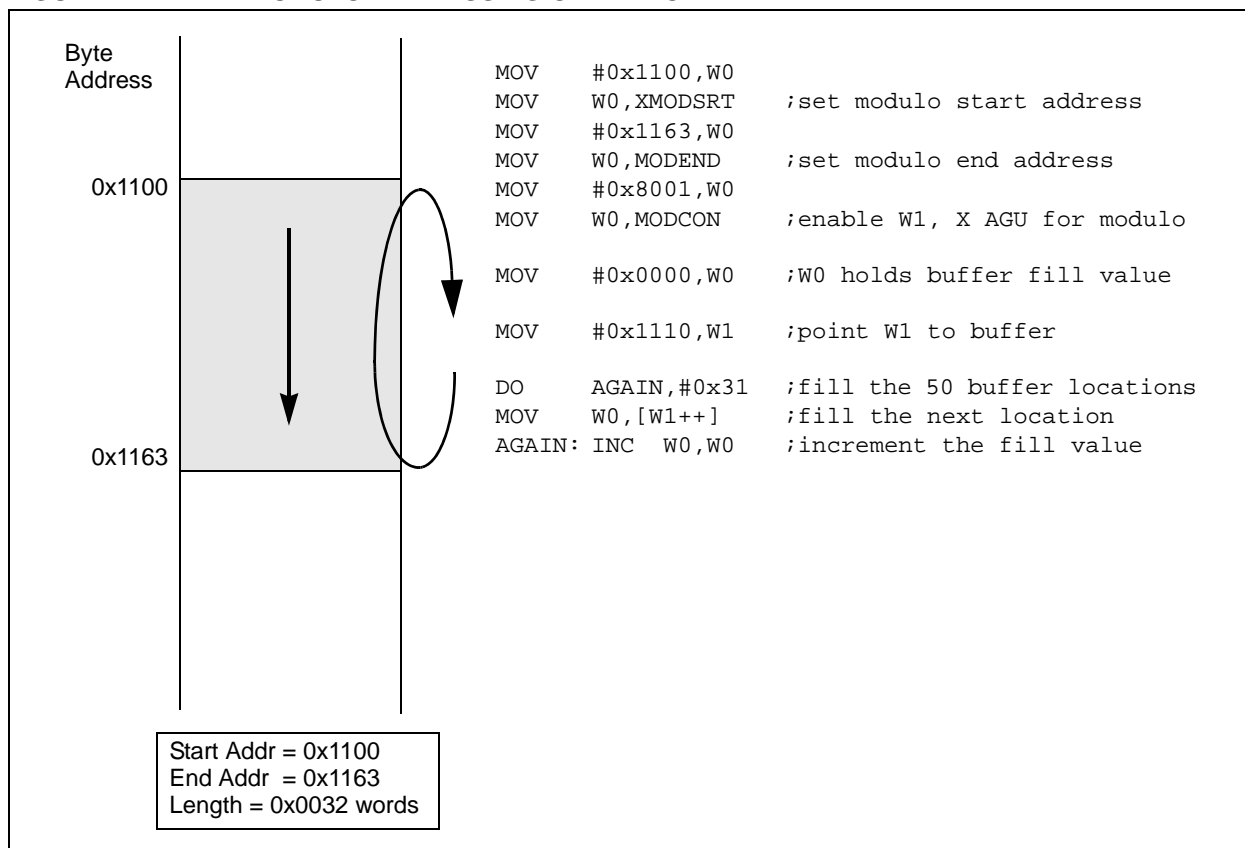 Byte
Address
0x1100
0x1163
MOV #0x1100,W0
MOV W0,XMODSRT ;set modulo start address
MOV #0x1163,W0
MOV W0,MODEND ;set modulo end address
MOV #0x8001,W0
MOV W0,MODCON ;enable W1, X AGU for modulo
MOV #0x0000,W0 ;W0 holds buffer fill value
MOV #0x1110,W1 ;point W1 to buffer
DO AGAIN,#0x31 ;fill the 50 buffer locations
MOV W0,[W1++] ;fill the next location
AGAIN: INC W0,W0 ;increment the fill value
Start Addr = 0x1100
End Addr = 0x1163
Length = 0x0032 words